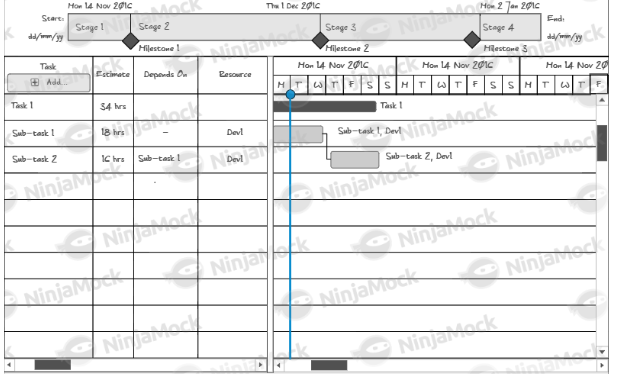 Mon 14 Nov 2016
Thu 1 Dec 2016
Mon 2 Jan 2016
Start:
dd/mm/yy
Stage 1
Stage 2
Stage 3
Stage 4
End:
dd/mm/yy
Milestone 1
Milestone 2
Milestone 3
Task
Add...
Estimate
Depends On
Resource
Mon 14 Nov 2016
Mon 14 Nov 2016
Mon 14 Nov 20
M T W T F S S M T W T F S S M T W T F
Task 1
34 hrs
Task 1
Sub-task 1
18 hrs
-
Dev1
Sub-task 1, Dev1
Sub-task 2
16 hrs
Sub-task 1
Dev1
Sub-task 2, Dev1
NinjaMock